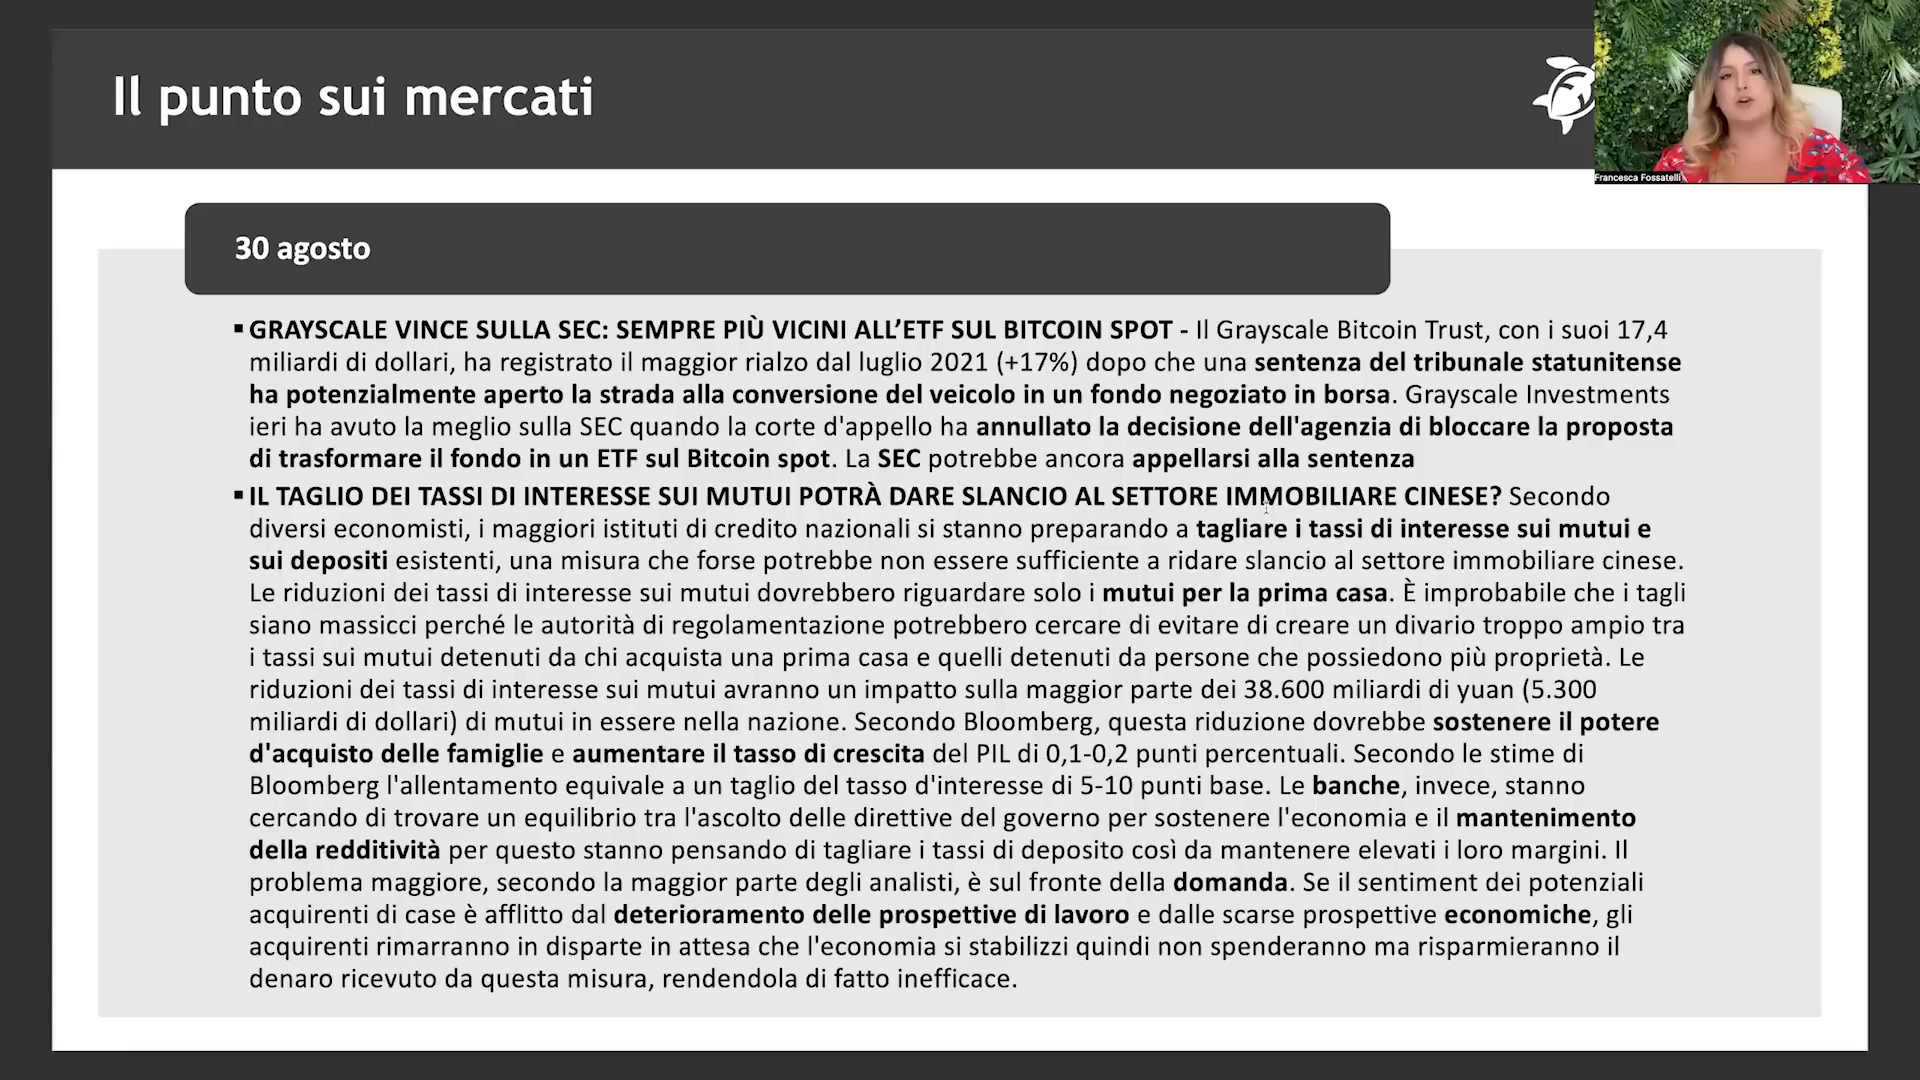 Il punto sui mercati
Francesca Fossatelli
30 agosto
▪ GRAYSCALE VINCE SULLA SEC: SEMPRE PIÙ VICINI ALL’ETF SUL BITCOIN SPOT - Il Grayscale Bitcoin Trust, con i suoi 17,4
miliardi di dollari, ha registrato il maggior rialzo dal luglio 2021 (+17%) dopo che una sentenza del tribunale statunitense
ha potenzialmente aperto la strada alla conversione del veicolo in un fondo negoziato in borsa. Grayscale Investments
ieri ha avuto la meglio sulla SEC quando la corte d'appello ha annullato la decisione dell'agenzia di bloccare la proposta
di trasformare il fondo in un ETF sul Bitcoin spot. La SEC potrebbe ancora appellarsi alla sentenza
▪ IL TAGLIO DEI TASSI DI INTERESSE SUI MUTUI POTRÀ DARE SLANCIO AL SETTORE IMMOBILIARE CINESE? Secondo
diversi economisti, i maggiori istituti di credito nazionali si stanno preparando a tagliare i tassi di interesse sui mutui e
sui depositi esistenti, una misura che forse potrebbe non essere sufficiente a ridare slancio al settore immobiliare cinese.
Le riduzioni dei tassi di interesse sui mutui dovrebbero riguardare solo i mutui per la prima casa. È improbabile che i tagli
siano massicci perché le autorità di regolamentazione potrebbero cercare di evitare di creare un divario troppo ampio tra
i tassi sui mutui detenuti da chi acquista una prima casa e quelli detenuti da persone che possiedono più proprietà. Le
riduzioni dei tassi di interesse sui mutui avranno un impatto sulla maggior parte dei 38.600 miliardi di yuan (5.300
miliardi di dollari) di mutui in essere nella nazione. Secondo Bloomberg, questa riduzione dovrebbe sostenere il potere
d'acquisto delle famiglie e aumentare il tasso di crescita del PIL di 0,1-0,2 punti percentuali. Secondo le stime di
Bloomberg l'allentamento equivale a un taglio del tasso d'interesse di 5-10 punti base. Le banche, invece, stanno
cercando di trovare un equilibrio tra l'ascolto delle direttive del governo per sostenere l'economia e il mantenimento
della redditività per questo stanno pensando di tagliare i tassi di deposito così da mantenere elevati i loro margini. Il
problema maggiore, secondo la maggior parte degli analisti, è sul fronte della domanda. Se il sentiment dei potenziali
acquirenti di case è afflitto dal deterioramento delle prospettive di lavoro e dalle scarse prospettive economiche, gli
acquirenti rimarranno in disparte in attesa che l'economia si stabilizzi quindi non spenderanno ma risparmieranno il
denaro ricevuto da questa misura, rendendola di fatto inefficace.